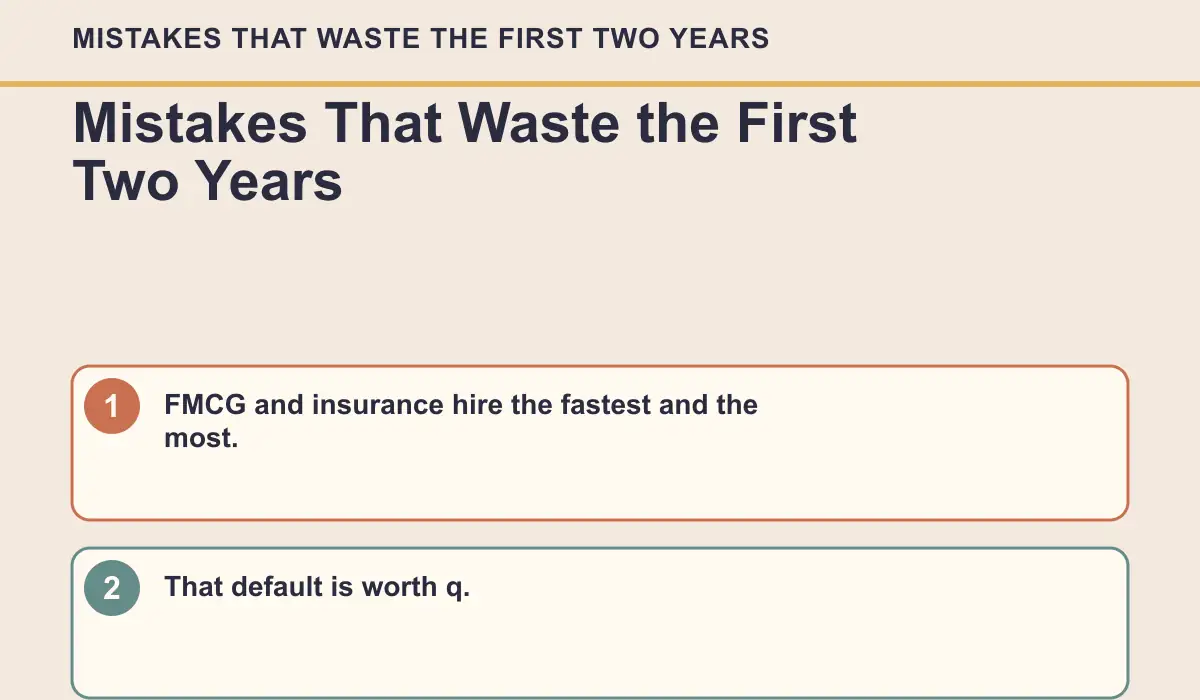 MISTAKES THAT WASTE THE FIRST TWO YEARS
Mistakes That Waste the First
Two Years
1
FMCG and insurance hire the fastest and the
most.
2
That default is worth q.